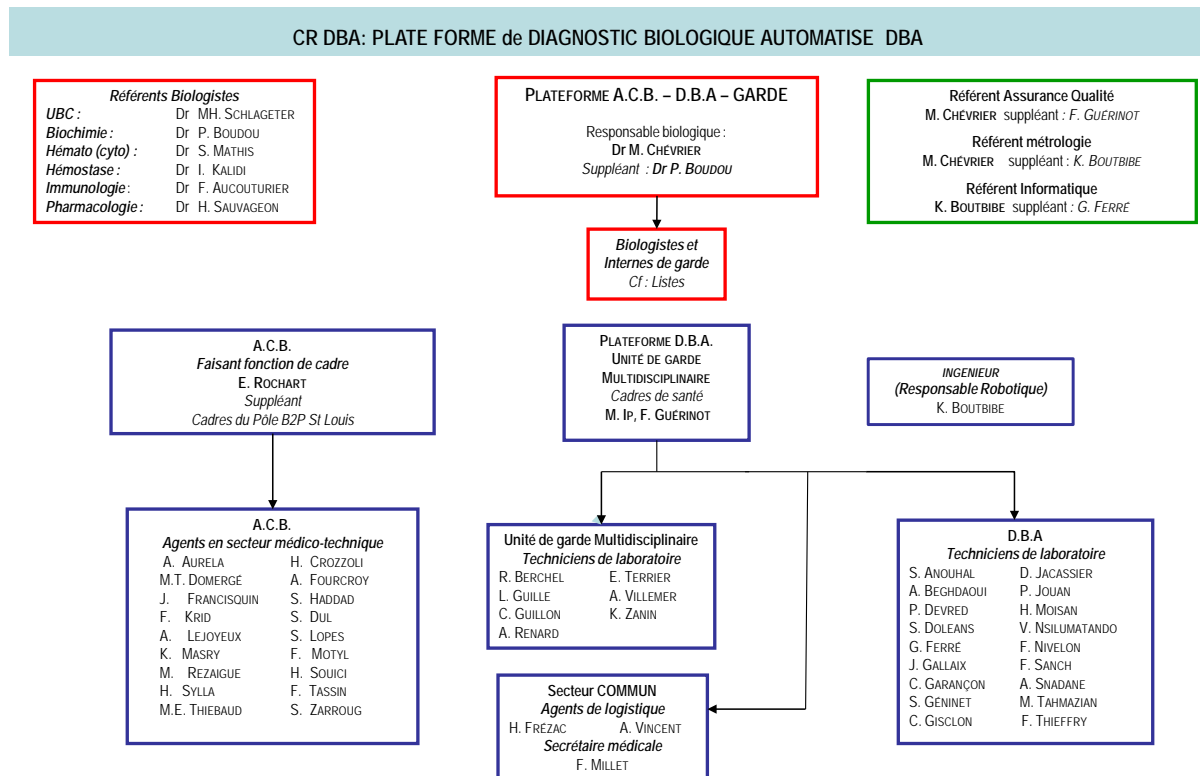 CR DBA: PLATE FORME de DIAGNOSTIC BIOLOGIQUE AUTOMATISE DBA
Référents Biologistes
UBC : Dr MH. SCHLAGETER
Biochimie : Dr P. BOUDOU
Hémato (cyto) : Dr S. MATHIS
Hémostase : Dr I. KALIDI
Immunologie : Dr F. AUCOUTURIER
Pharmacologie : Dr H. SAUVAGEON
PLATEFORME A.C.B. – D.B.A – GARDE
Responsable biologique :
Dr M. CHÉVRIER
Suppléant : Dr P. BOUDOU
Référent Assurance Qualité
M. CHÉVRIER suppléant : F. GUÉRINOT
Référent métrologie
M. CHÉVRIER suppléant : K. BOUTBIBE
Référent Informatique
K. BOUTBIBE suppléant : G. FERRÉ
Biologistes et
Internes de garde
Cf : Listes
A.C.B.
Faisant fonction de cadre
E. ROCHART
Suppléant
Cadres du Pôle B2P St Louis
PLATEFORME D.B.A.
UNITÉ DE GARDE
MULTIDISCIPLINAIRE
Cadres de santé
M. IP, F. GUÉRINOT
INGENIEUR
(Responsable Robotique)
K. BOUTBIBE
A.C.B.
Agents en secteur médico-technique
A. AURELA H. CROZZOLI
M.T. DOMERGÉ A. FOURCROY
J. FRANCISQUIN S. HADDAD
F. KRID S. DUL
A. LEJOYEUX S. LOPES
K. MASRY F. MOTYL
M. REZAIGUE H. SOUICI
H. SYLLA F. TASSIN
M.E. THIEBAUD S. ZARROUG
Unité de garde Multidisciplinaire
Techniciens de laboratoire
R. BERCHEL E. TERRIER
L. GUILLE A. VILLEMER
C. GUILLON K. ZANIN
A. RENARD
Secteur COMMUN
Agents de logistique
H. FRÉZAC A. VINCENT
Secrétaire médicale
F. MILLET
D.B.A
Techniciens de laboratoire
S. ANOUHAL D. JACASSIER
A. BEGHDAOUI P. JOUAN
P. DEVRED H. MOISAN
S. DOLEANS V. NSILUMATANDO
G. FERRÉ F. NIVELON
J. GALLAIX F. SANCH
C. GARANÇON A. SNADANE
S. GÉNINET M. TAHMAZIAN
C. GISCLON F. THIEFFRY